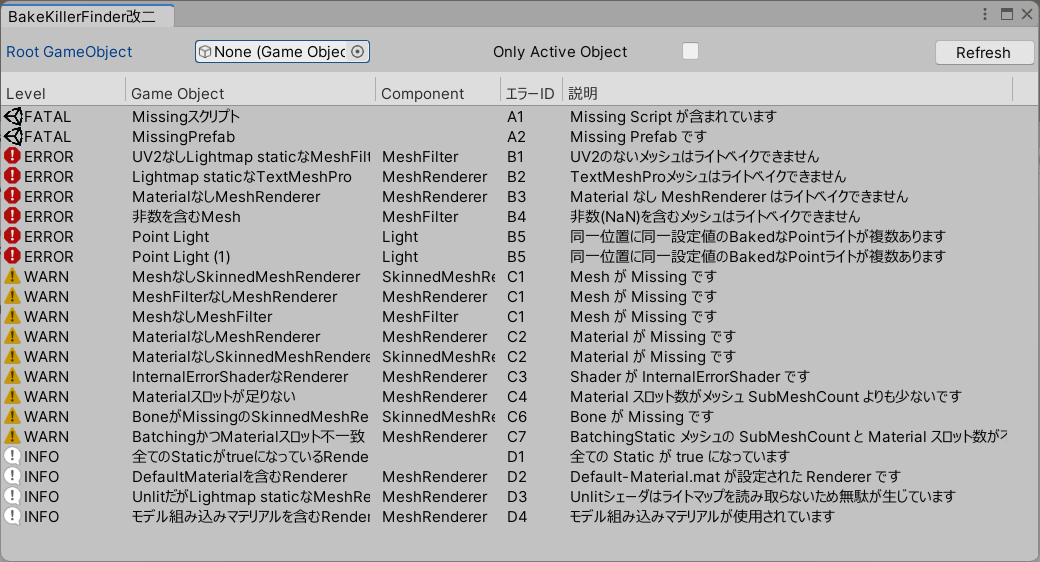 BakeKillerFinder改二
Root GameObject None (Game Objec Only Active Object Refresh
Level Game Object Component エラーID 説明
FATAL Missingスクリプト A1 Missing Script が含まれています
FATAL MissingPrefab A2 Missing Prefab です
ERROR UV2なしLightmap staticなMeshFilt MeshFilter B1 UV2のないメッシュはライトベイクできません
ERROR Lightmap staticなTextMeshPro MeshRenderer B2 TextMeshProメッシュはライトベイクできません
ERROR MaterialなしMeshRenderer MeshRenderer B3 Material なし MeshRenderer はライトベイクできません
ERROR 非数を含むMesh MeshFilter B4 非数(NaN)を含むメッシュはライトベイクできません
ERROR Point Light Light B5 同一位置に同一設定値のBakedなPointライトが複数あります
ERROR Point Light (1) Light B5 同一位置に同一設定値のBakedなPointライトが複数あります
WARN MeshなしSkinnedMeshRenderer SkinnedMeshRe C1 Mesh が Missing です
WARN MeshFilterなしMeshRenderer MeshRenderer C1 Mesh が Missing です
WARN MeshなしMeshFilter MeshFilter C1 Mesh が Missing です
WARN MaterialなしMeshRenderer MeshRenderer C2 Material が Missing です
WARN MaterialなしSkinnedMeshRendere SkinnedMeshRe C2 Material が Missing です
WARN InternalErrorShaderなRenderer MeshRenderer C3 Shader が InternalErrorShader です
WARN Materialスロットが足りない MeshRenderer C4 Material スロット数がメッシュ SubMeshCount よりも少ないです
WARN BoneがMissingのSkinnedMeshRe SkinnedMeshRe C6 Bone が Missing です
WARN BatchingかつMaterialスロット不一致 MeshRenderer C7 BatchingStatic メッシュの SubMeshCount と Material スロット数が
INFO 全てのStaticがtrueになっているRende D1 全ての Static が true になっています
INFO DefaultMaterialを含むRenderer MeshRenderer D2 Default-Material.mat が設定された Renderer です
INFO UnlitだがLightmap staticなMeshRe MeshRenderer D3 Unlitシェーダはライトマップを読み取らないため無駄が生じています
INFO モデル組み込みマテリアルを含むRender MeshRenderer D4 モデル組み込みマテリアルが使用されています